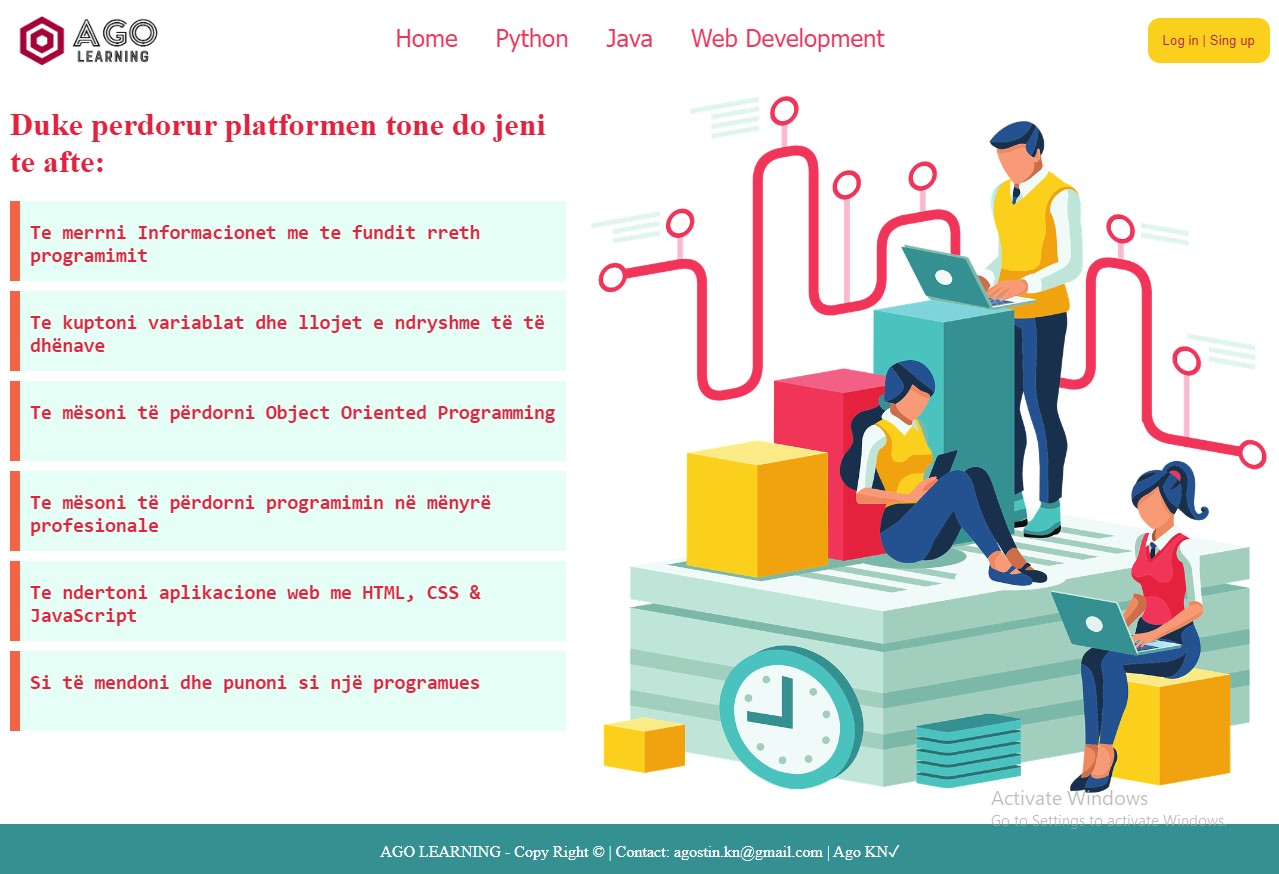 AGO
LEARNING
Home Python Java Web Development
Log in | Sing up
Duke perdorur platformen tone do jeni
te afte:
Te merrni Informacionet me te fundit rreth
programimit
Te kuptoni variablat dhe llojet e ndryshme të të
dhënave
Te mësoni të përdorni Object Oriented Programming
Te mësoni të përdorni programimin në mënyrë
profesionale
Te ndertoni aplikacione web me HTML, CSS &
JavaScript
Si të mendoni dhe punoni si një programues
Activate Windows
Go to Settings to activate Windows.
AGO LEARNING - Copy Right © | Contact: agostin.kn@gmail.com | Ago KN✓